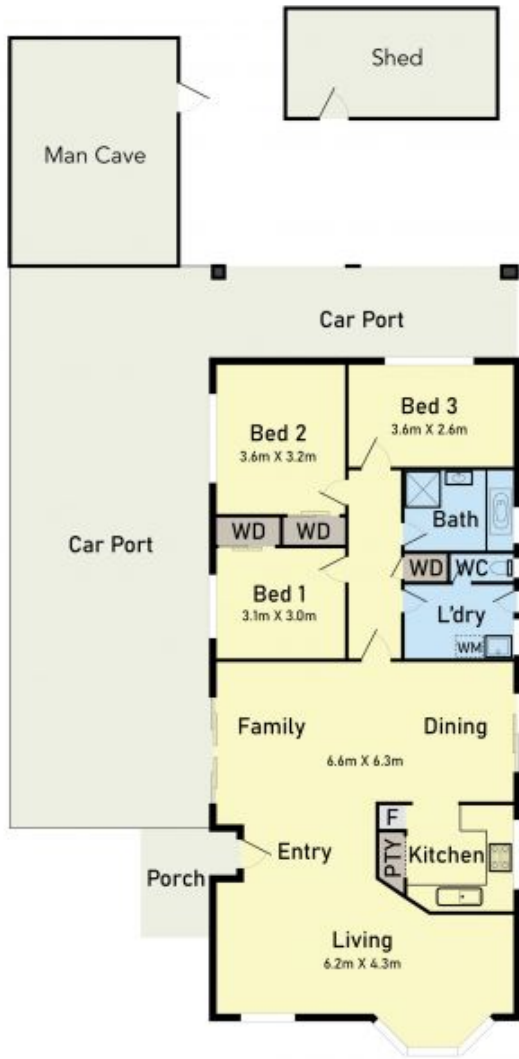 Shed
Man Cave
Car Port
Bed 3
3.6m X 2.6m
Bed 2
3.6m X 3.2m
Bath
WD WD
Car Port
WD WC
Bed 1
3.1m X 3.0m
L'dry
WM
Family Dining
6.6m X 6.3m
F
Entry
PTY
Kitchen
Porch
Living
6.2m X 4.3m